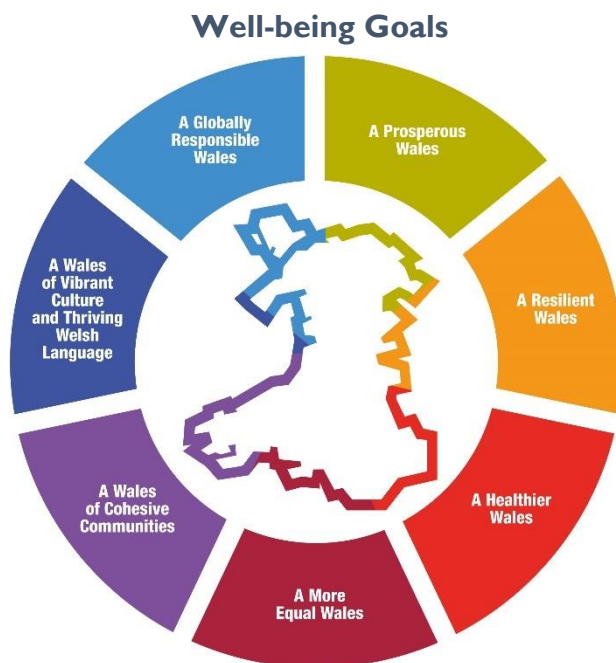 Well-being Goals
A Globally
Responsible
Wales
A Prosperous
Wales
A Resilient
Wales
A Healthier
Wales
A More
Equal Wales
A Wales
of Cohesive
Communities
A Wales
of Vibrant
Culture
and Thriving
Welsh
Language